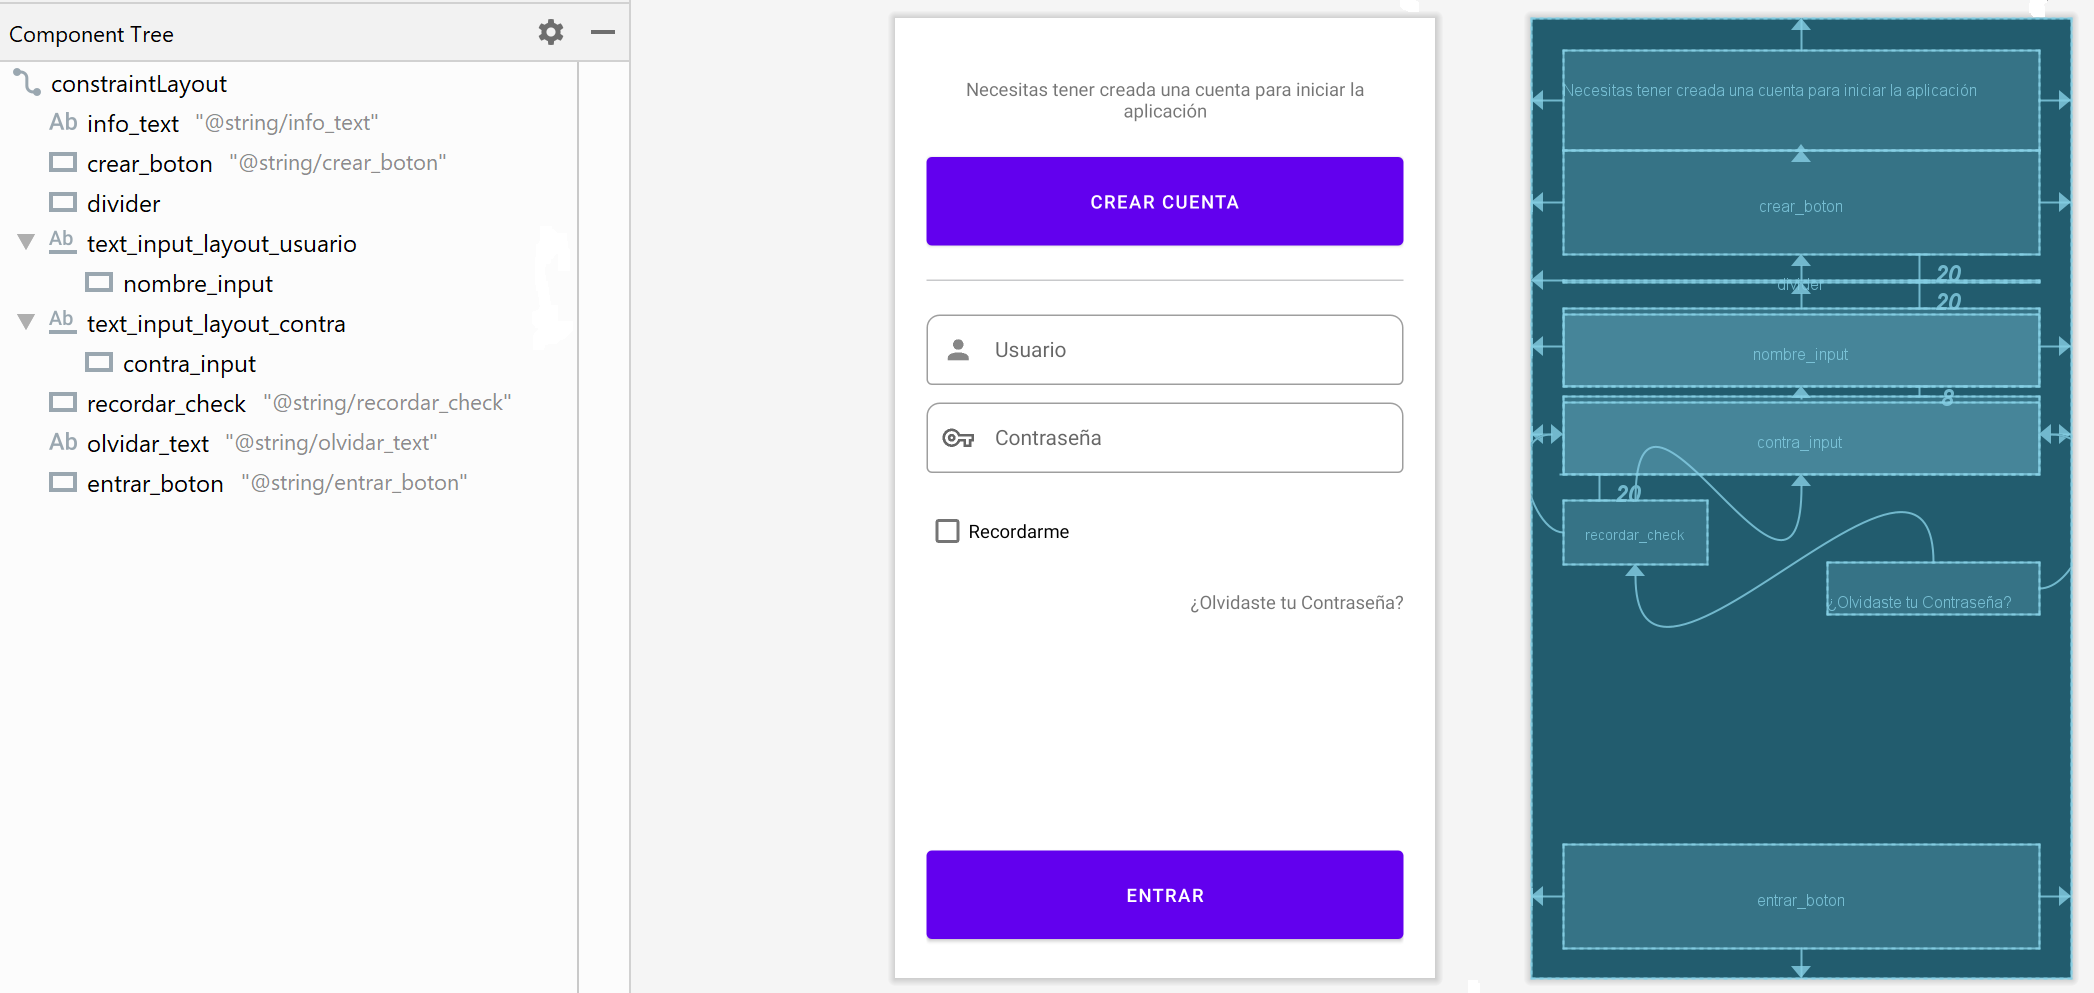 Component Tree
constraintLayout
Ab info_text "@string/info_text"
crear_boton "@string/crear_boton"
divider
Ab text_input_layout_usuario
nombre_input
Ab text_input_layout_contra
contra_input
recordar_check "@string/recordar_check"
Ab olvidar_text "@string/olvidar_text"
entrar_boton "@string/entrar_boton"
Necesitas tener creada una cuenta para iniciar la
aplicación
CREAR CUENTA
Usuario
Contraseña
Recordarme
¿Olvidaste tu Contraseña?
ENTRAR
Necesitas tener creada una cuenta para iniciar la aplicación
crear_boton
20
divider
20
nombre_input
8
contra_input
20
recordar_check
¿Olvidaste tu Contraseña?
entrar_boton